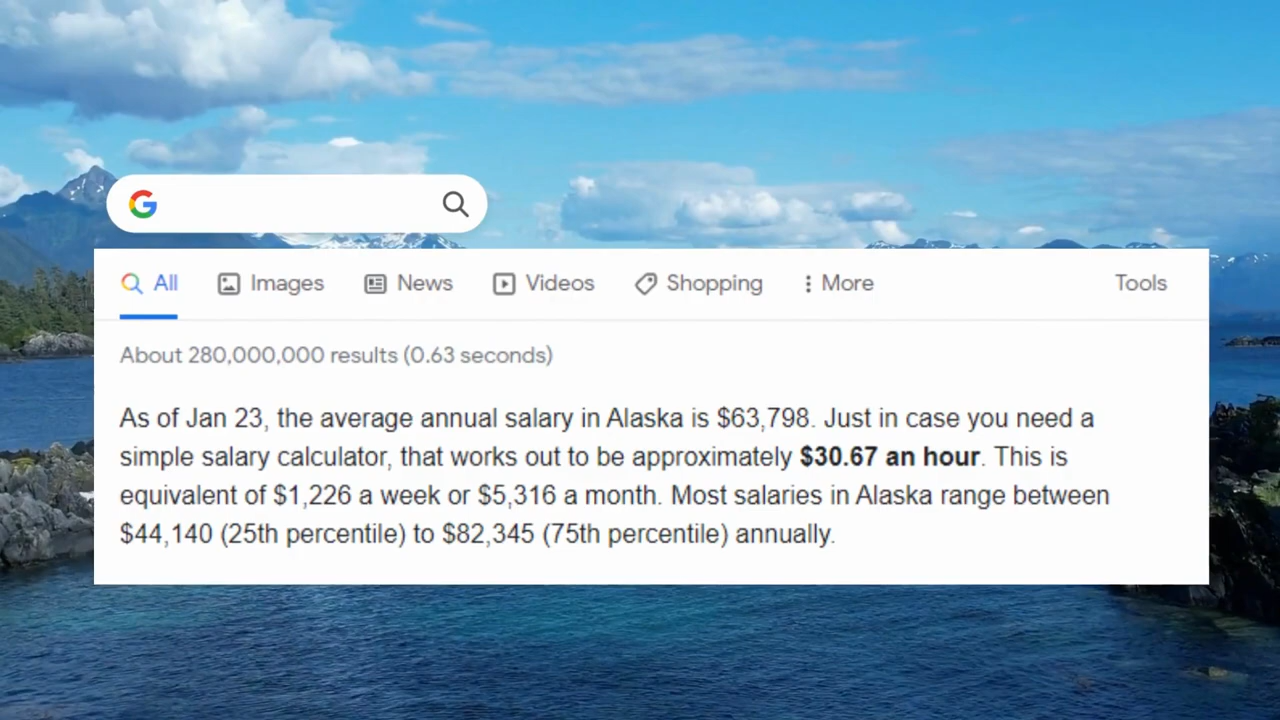 All Images News Videos Shopping More Tools
About 280,000,000 results (0.63 seconds)
As of Jan 23, the average annual salary in Alaska is $63,798. Just in case you need a
simple salary calculator, that works out to be approximately $30.67 an hour. This is
equivalent of $1,226 a week or $5,316 a month. Most salaries in Alaska range between
$44,140 (25th percentile) to $82,345 (75th percentile) annually.